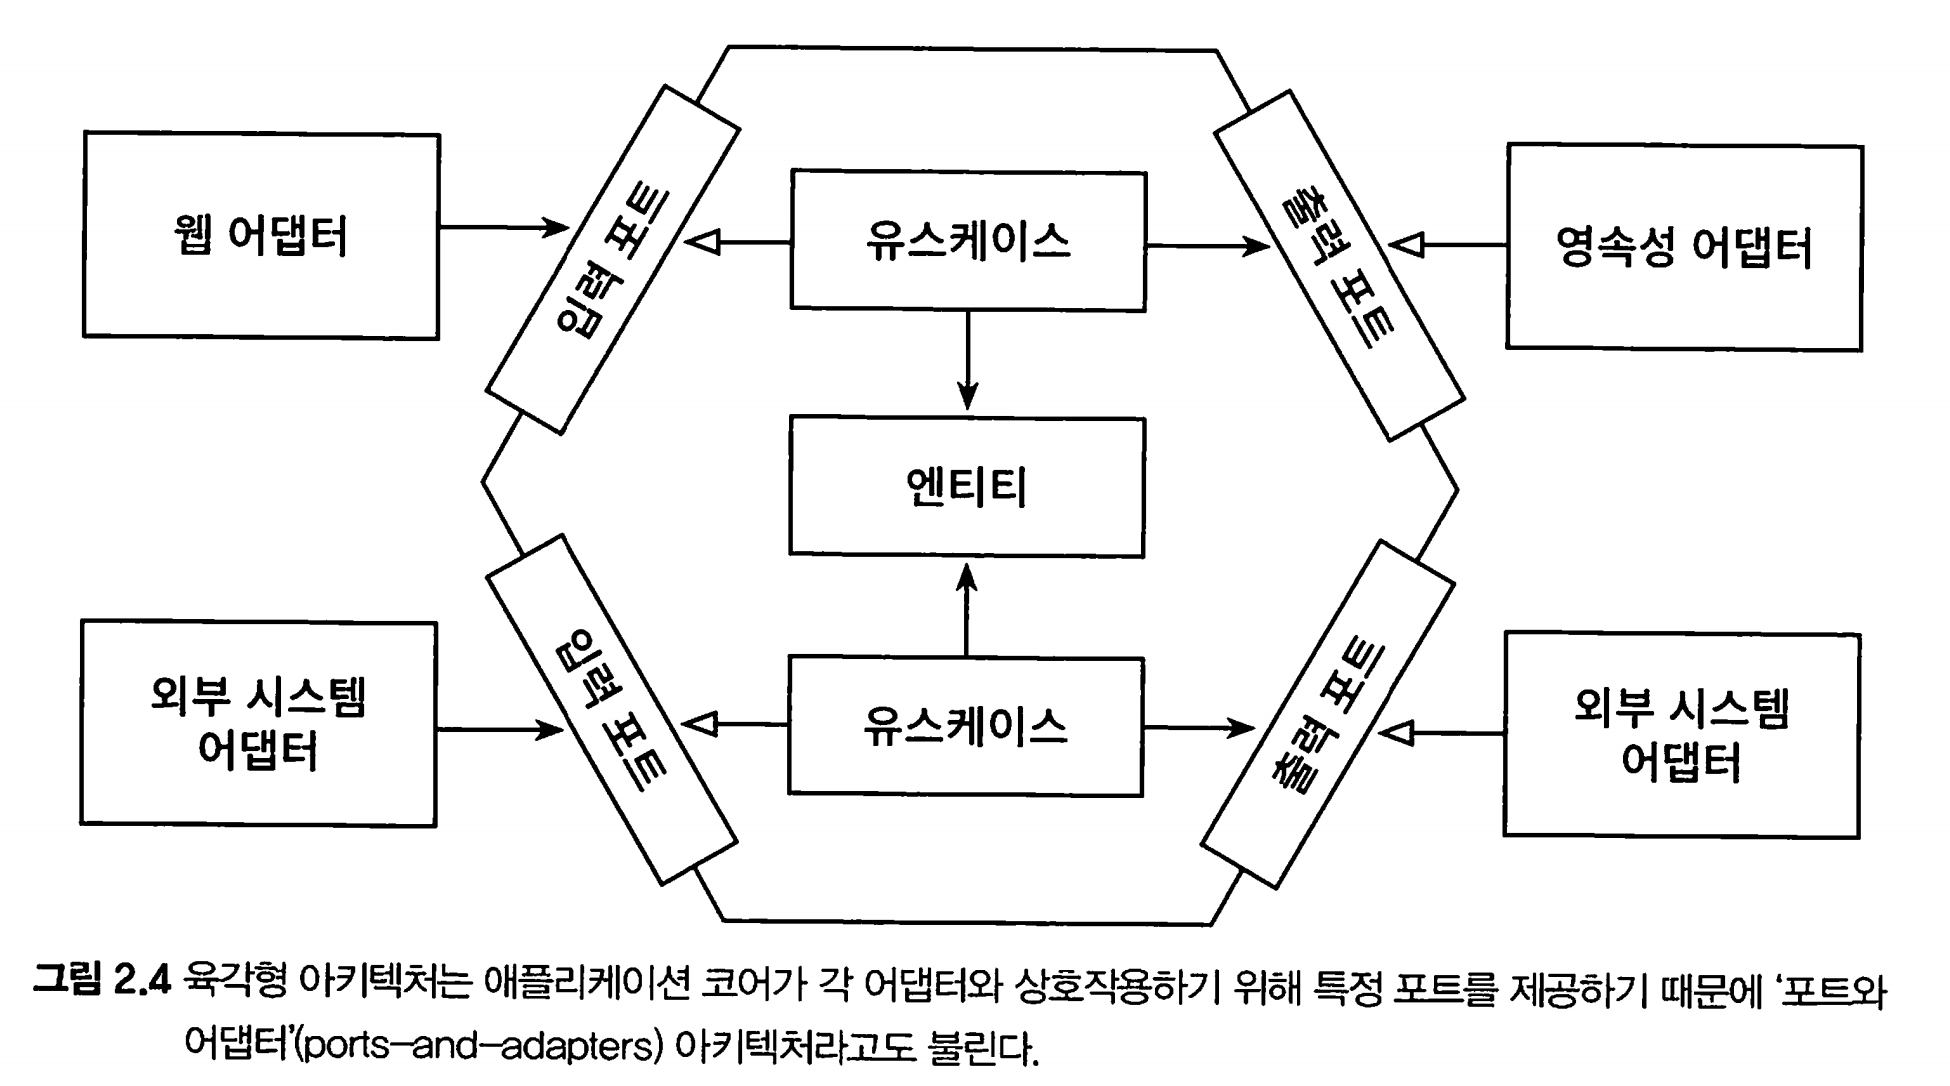 웹 어댑터
입력 포트
유스케이스
출력 포트
영속성 어댑터
엔티티
외부 시스템
어댑터
입력 포트
유스케이스
출력 포트
외부 시스템
어댑터
그림 2.4 육각형 아키텍처는 애플리케이션 코어가 각 어댑터와 상호작용하기 위해 특정 포트를 제공하기 때문에 ‘포트와
어댑터’(ports-and-adapters) 아키텍처라고도 불린다.